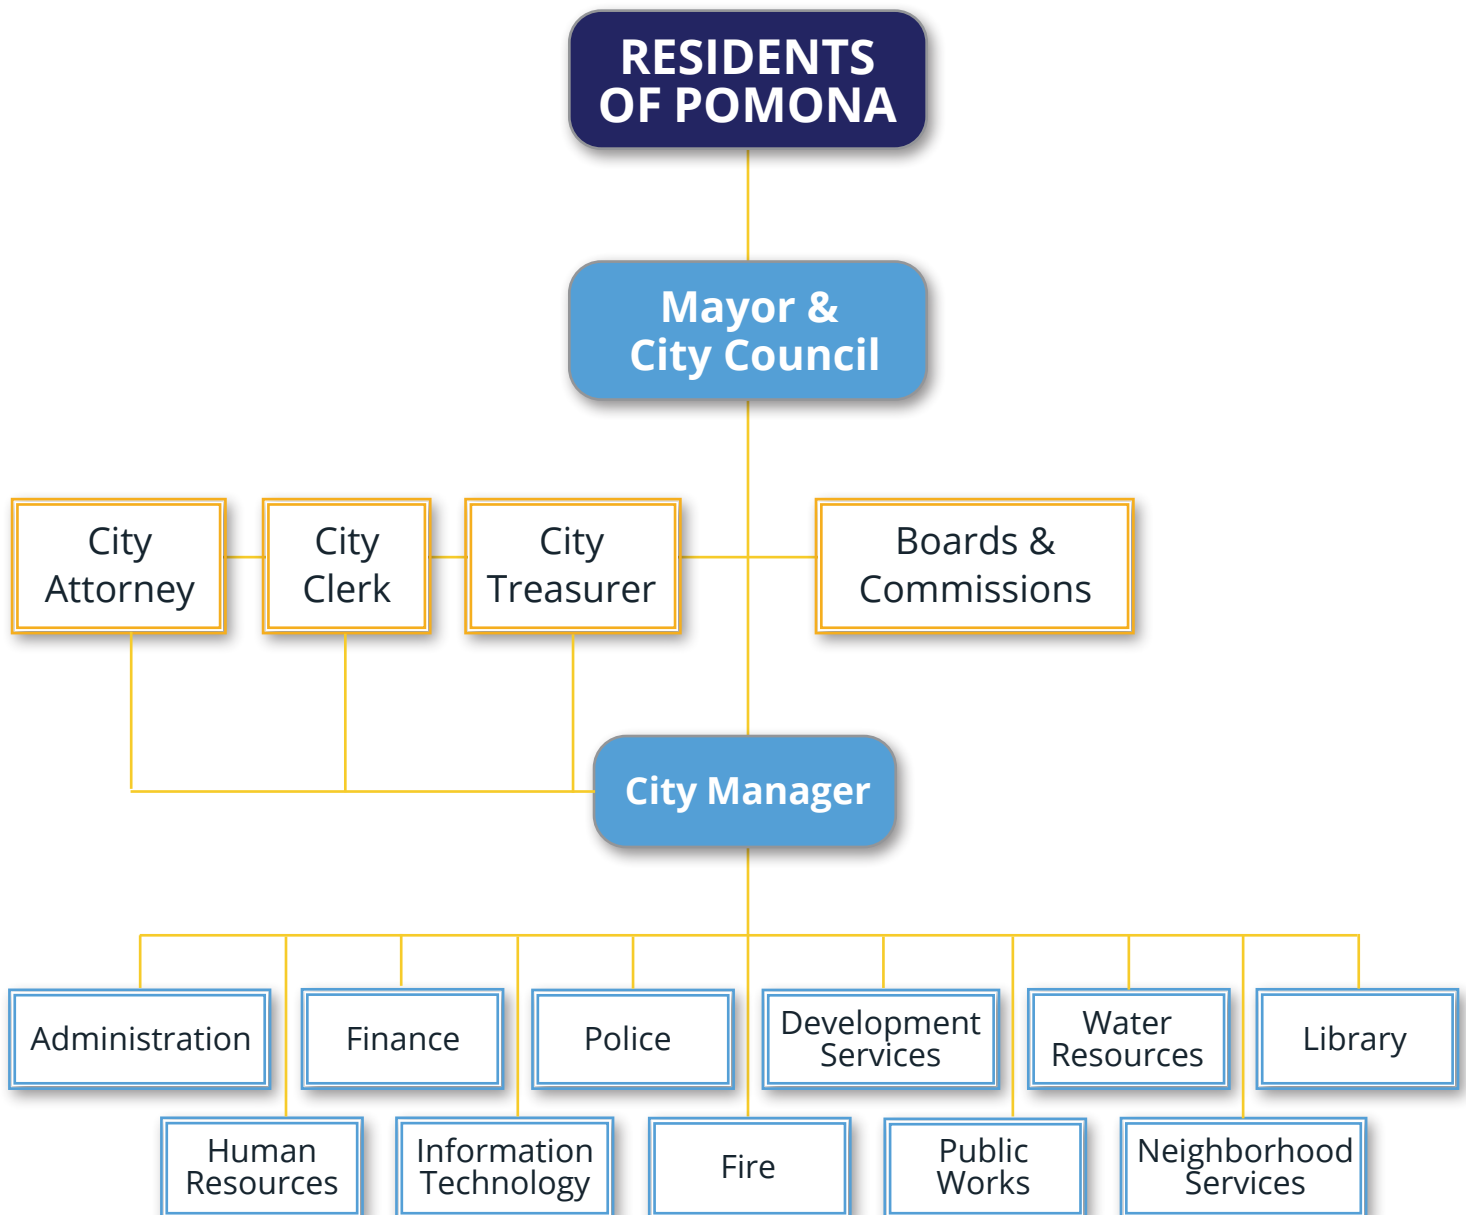 RESIDENTS
OF POMONA
Mayor &
City Council
City
Attorney
City
Clerk
City
Treasurer
Boards &
Commissions
City Manager
Administration
Finance
Police
Development
Services
Water
Resources
Library
Human
Resources
Information
Technology
Fire
Public
Works
Neighborhood
Services